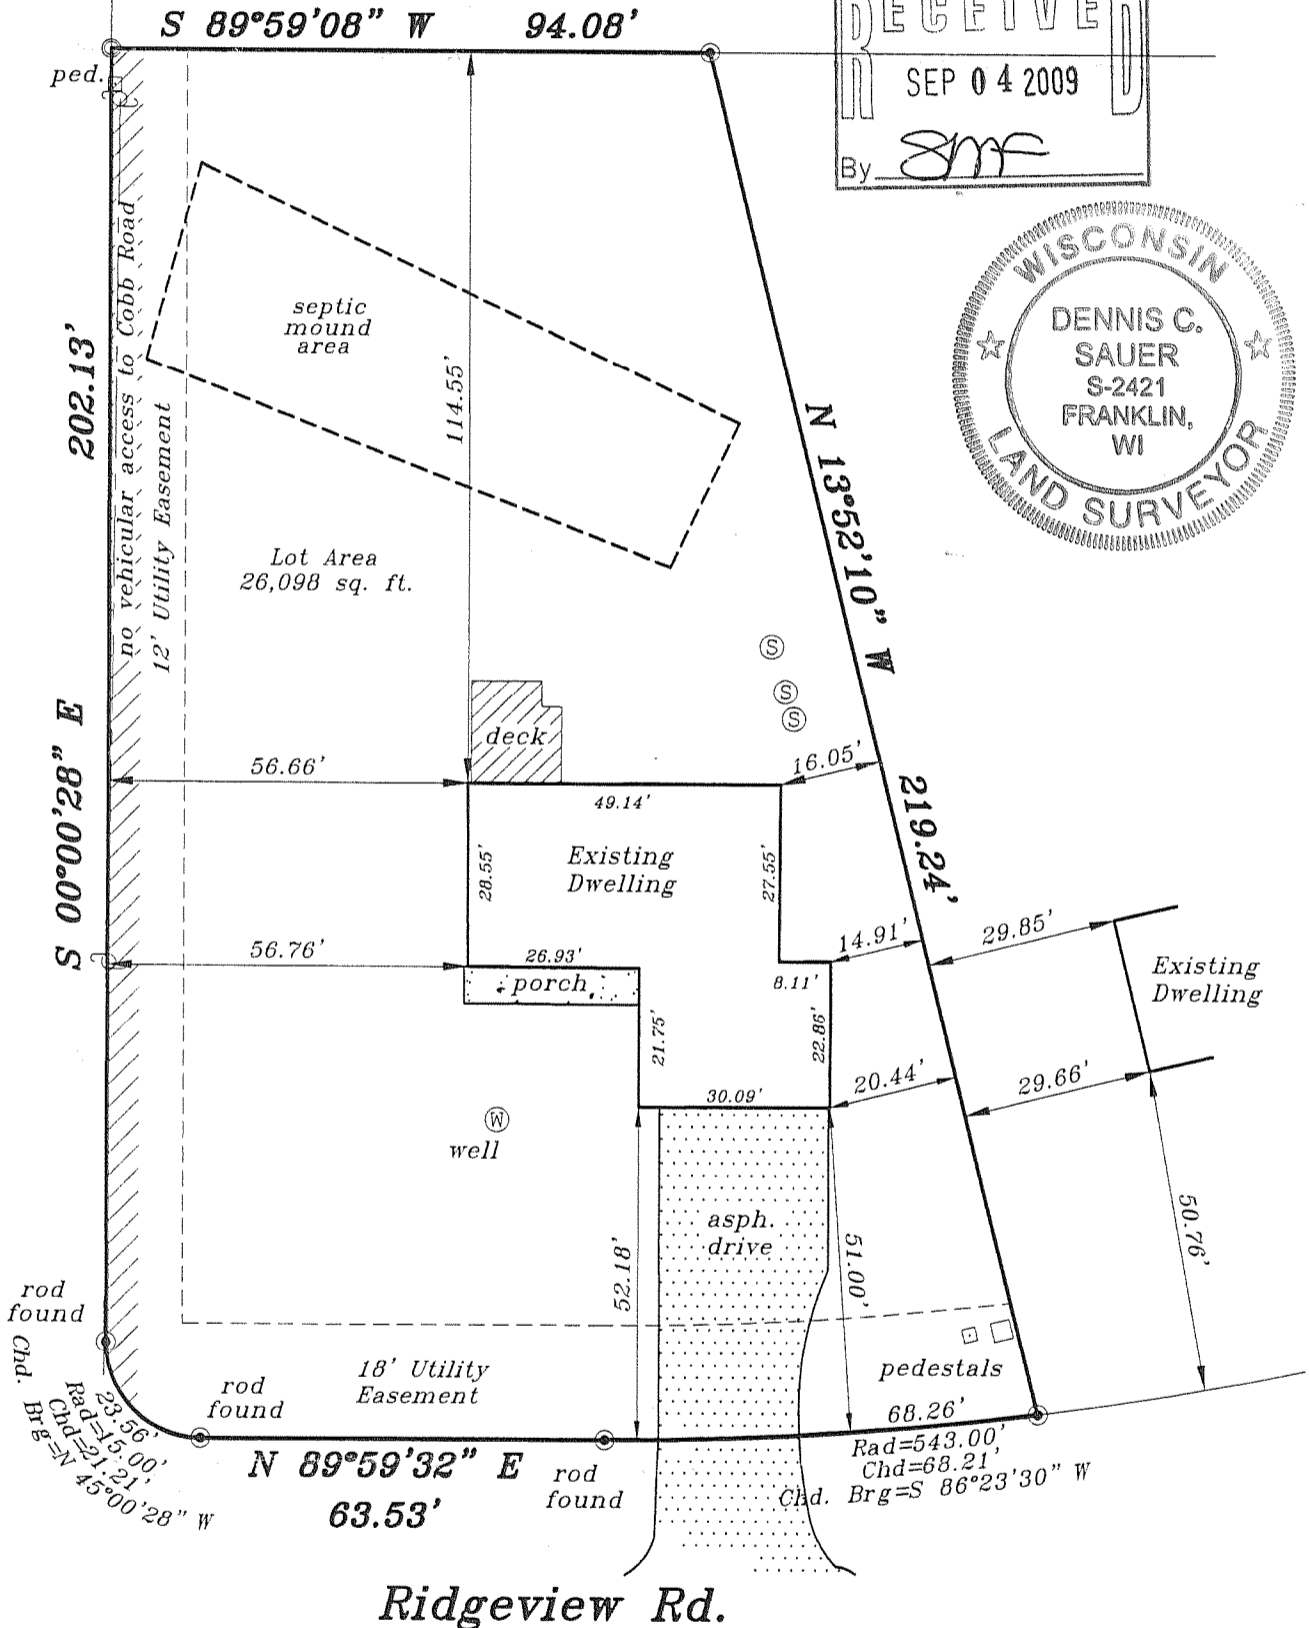 S 89°59'08" W 94.08'
RECEIVED
SEP 04 2009
By
ped.
WISCONSIN
DENNIS C.
SAUER
S-2421
FRANKLIN,
WI
LAND SURVEYOR
septic
mound
area
114.55'
202.13'
no vehicular access to Cobb Road
12' Utility Easement
N 13°52'10" W
Lot Area
26,098 sq. ft.
S
S
S
S 00°00'28" E
deck
56.66'
16.05'
49.14'
219.24'
28.55'
Existing
Dwelling
27.55'
14.91'
29.85'
56.76'
26.93'
porch
8.11'
Existing
Dwelling
21.75'
22.86'
20.44'
29.66'
30.09'
W
well
asph.
drive
52.18'
51.00'
50.76'
rod
found
18' Utility
Easement
pedestals
rod
found
23.56'
Rad=15.00'
Chd=21.21'
Chd. Brg=N 45°00'28" W
68.26'
Rad=543.00'
Chd=68.21'
Chd. Brg=S 86°23'30" W
N 89°59'32" E
63.53'
rod
found
Ridgeview Rd.